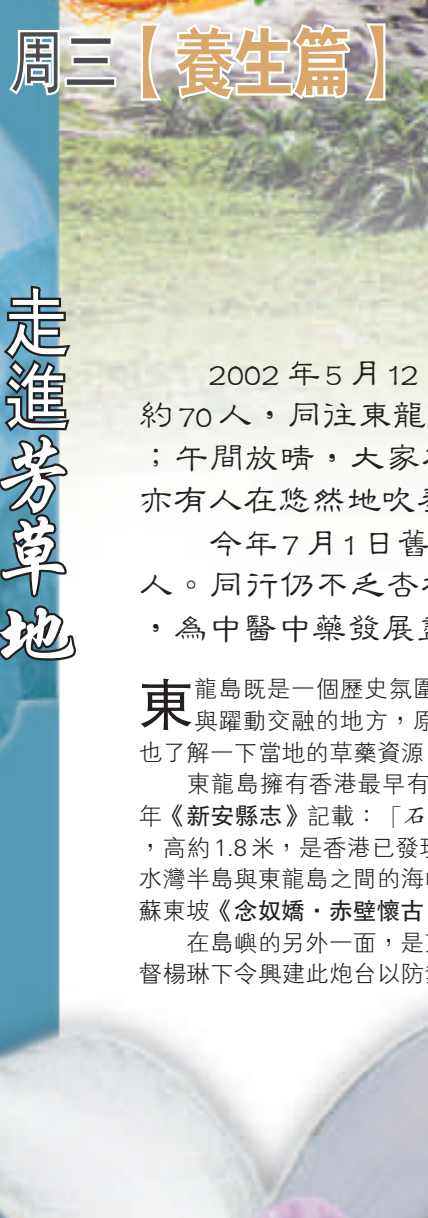 周三【養生篇】
走進芳草地
2002年5月12
約70人，同往東龍
；午間放晴，大家
亦有人在悠然地吹
今年7月1日舊
人。同行仍不乏杏
，為中醫中藥發展
東龍島既是一個歷史氛圍
與躍動交融的地方，原
也了解一下當地的草藥資源
東龍島擁有香港最早有
年《新安縣志》記載：「石
，高約1.8米，是香港已發現
水灣半島與東龍島之間的海
蘇東坡《念奴嬌・赤壁懷古
在島嶼的另外一面，是
督楊琳下令興建此炮台以防